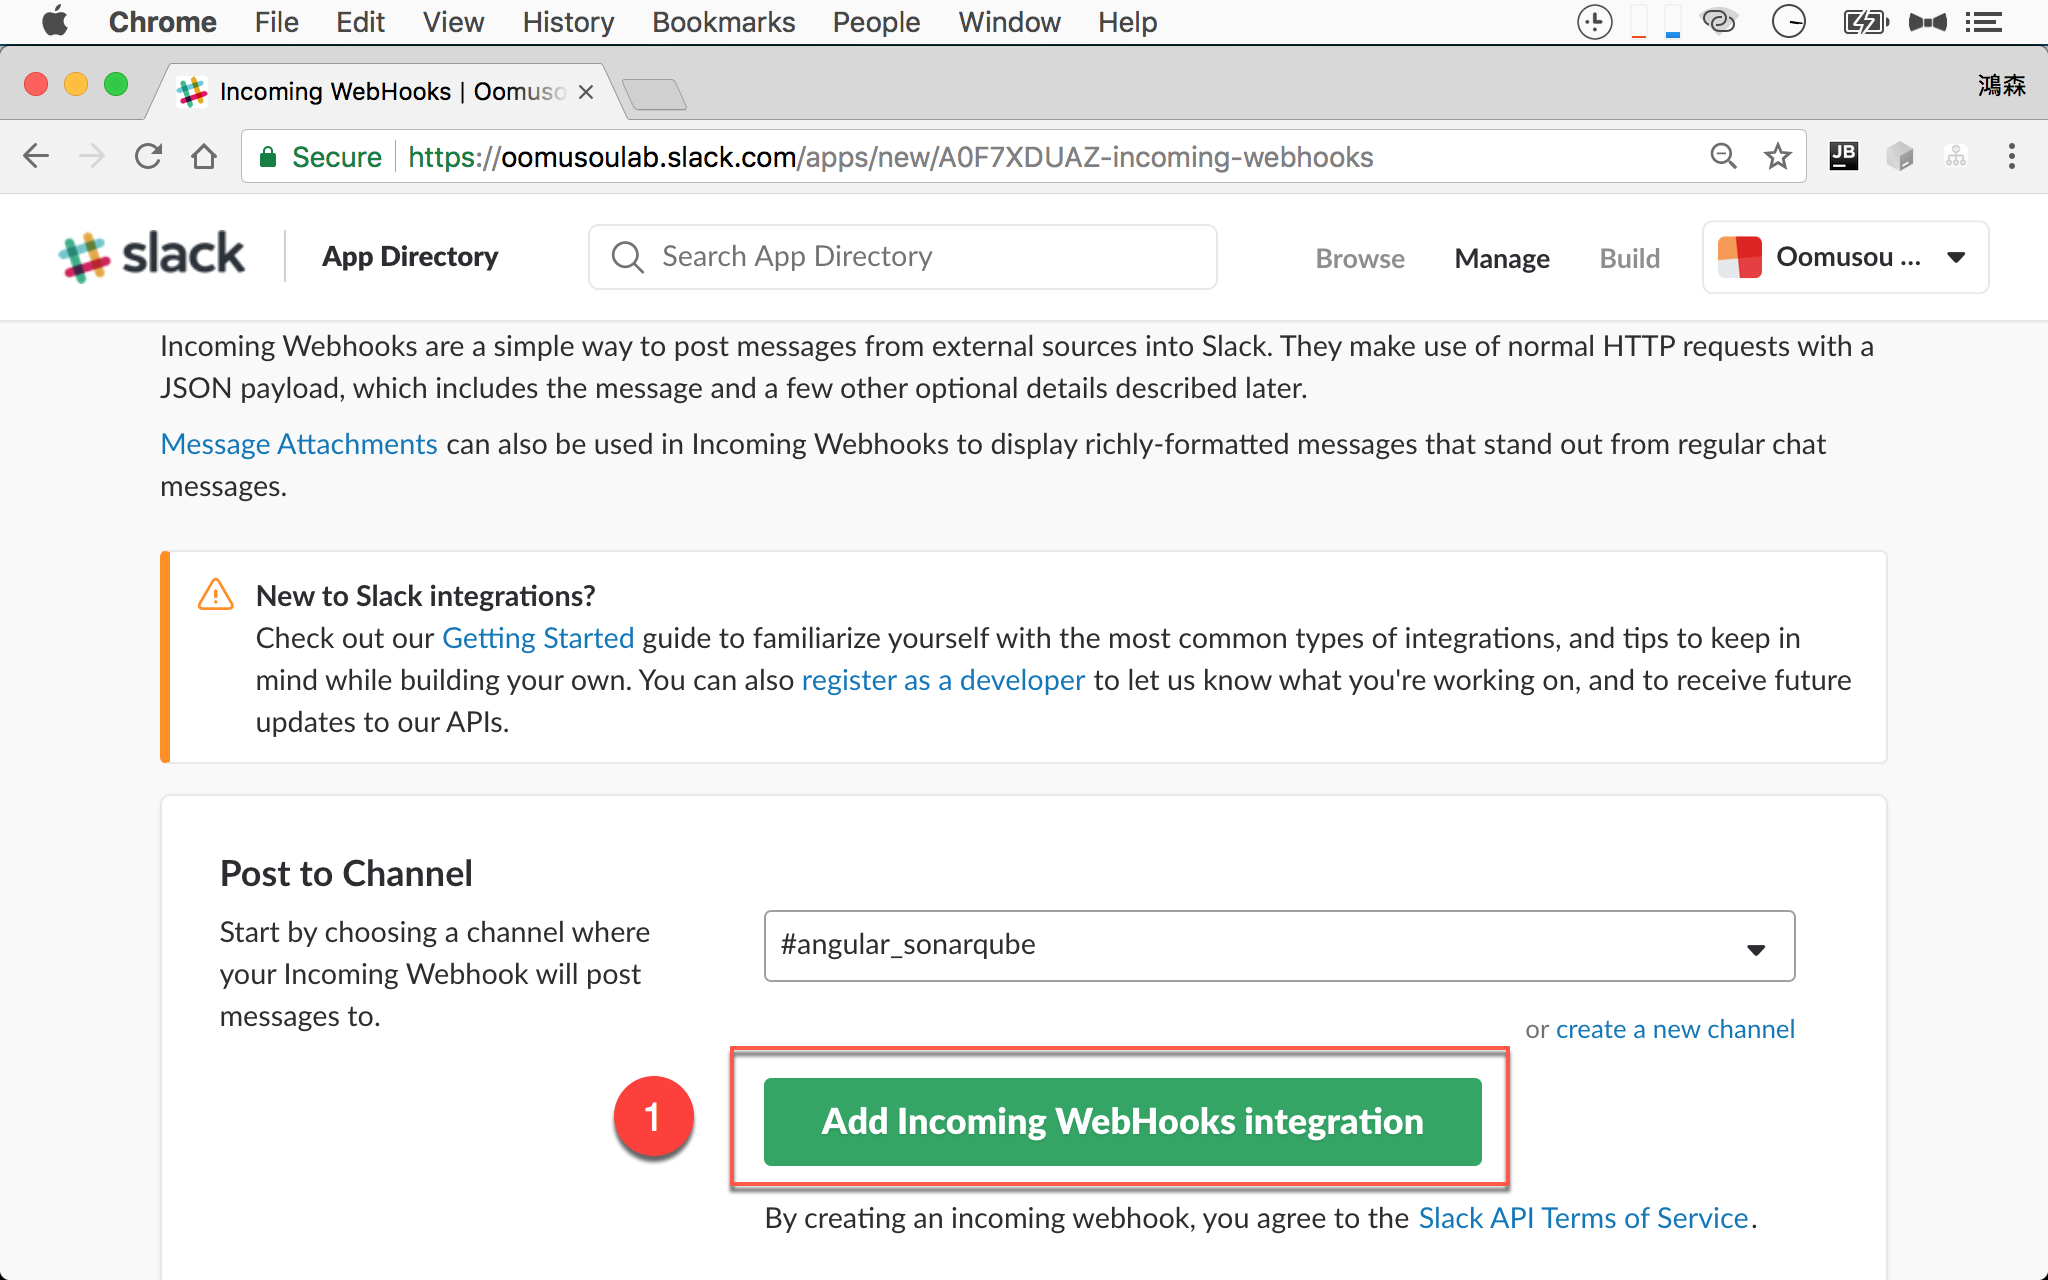 Chrome File Edit View History Bookmarks People Window Help
Incoming WebHooks | Oomuso
鴻森
Secure https://oomusoulab.slack.com/apps/new/A0F7XDUAZ-incoming-webhooks
JB
slack App Directory Search App Directory Browse Manage Build Oomusou ...
Incoming Webhooks are a simple way to post messages from external sources into Slack. They make use of normal HTTP requests with a
JSON payload, which includes the message and a few other optional details described later.
Message Attachments can also be used in Incoming Webhooks to display richly-formatted messages that stand out from regular chat
messages.
New to Slack integrations?
Check out our Getting Started guide to familiarize yourself with the most common types of integrations, and tips to keep in
mind while building your own. You can also register as a developer to let us know what you're working on, and to receive future
updates to our APIs.
Post to Channel
Start by choosing a channel where
your Incoming Webhook will post
messages to.
#angular_sonarqube
or create a new channel
1
Add Incoming WebHooks integration
By creating an incoming webhook, you agree to the Slack API Terms of Service.